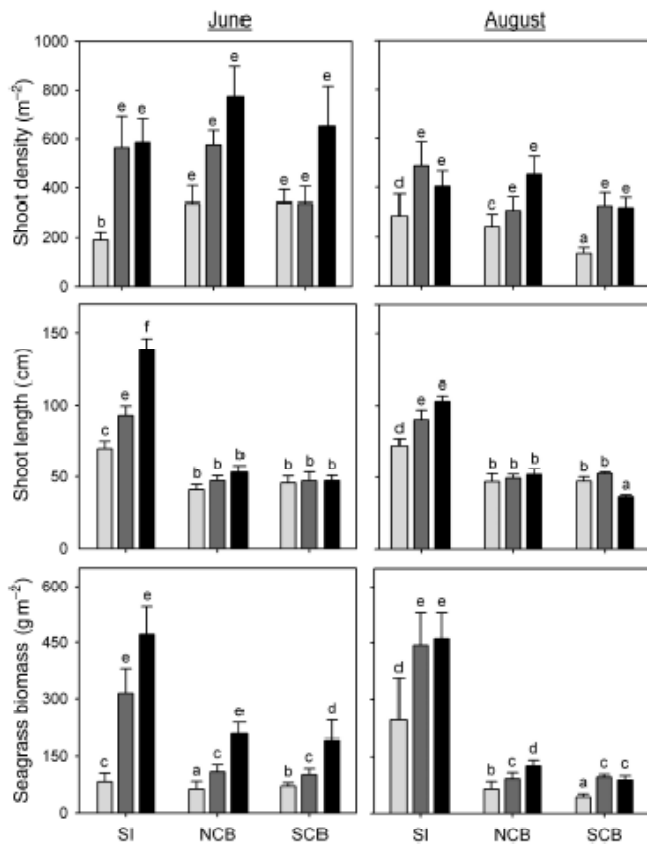 June
August
Shoot density (m⁻²)
1000
800
600
400
200
0
b e e e e e e e e
d e e c e e a e e
Shoot length (cm)
150
100
50
0
c e f b b b b b b
d e e b b b b b a
Seagrass biomass (g m⁻²)
600
450
300
150
0
c e e a c e b c d
d e e b c d a c c
SI NCB SCB
SI NCB SCB